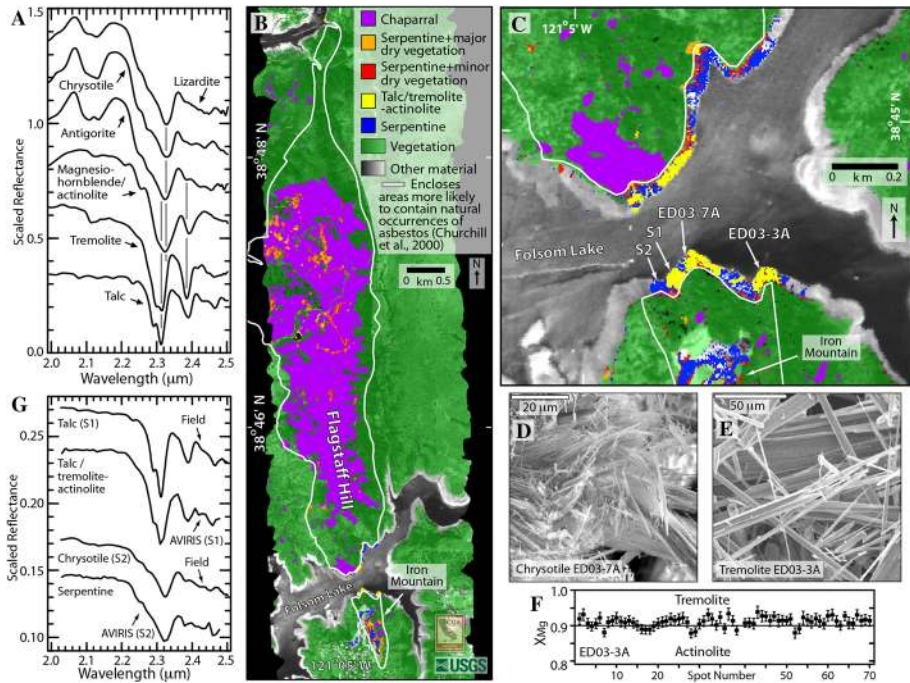 A
Scaled Reflectance
1.5
1.0
0.5
0.0
Chrysotile
Lizardite
Antigorite
Magnesio-
hornblende/
actinolite
Tremolite
Talc
2.0 2.1 2.2 2.3 2.4 2.5
Wavelength (μm)
G
Scaled Reflectance
0.25
0.20
0.15
0.10
Talc (S1)
Field
Talc /
tremolite-
actinolite
AVIRIS (S1)
Chrysotile (S2)
Field
Serpentine
AVIRIS (S2)
2.0 2.1 2.2 2.3 2.4 2.5
Wavelength (μm)
B
Chaparral
Serpentine+major
dry vegetation
Serpentine+minor
dry vegetation
Talc/tremolite
-actinolite
Serpentine
Vegetation
Other material
Encloses
areas more likely
to contain natural
occurrences of
asbestos (Churchill
et al., 2000)
0 km 0.5
N
38°48' N
38°46' N
Flagstaff Hill
Folsom Lake
Iron
Mountain
121°05' W
USGS
C
121°5' W
38°45' N
0 km 0.2
N
ED03-7A
S1
S2
ED03-3A
Folsom Lake
Iron
Mountain
20 μm
D
Chrysotile ED03-7A
50 μm
E
Tremolite ED03-3A
F
XMg
1.0
0.9
0.8
Tremolite
ED03-3A
Actinolite
10 20 30 40 50 60 70
Spot Number